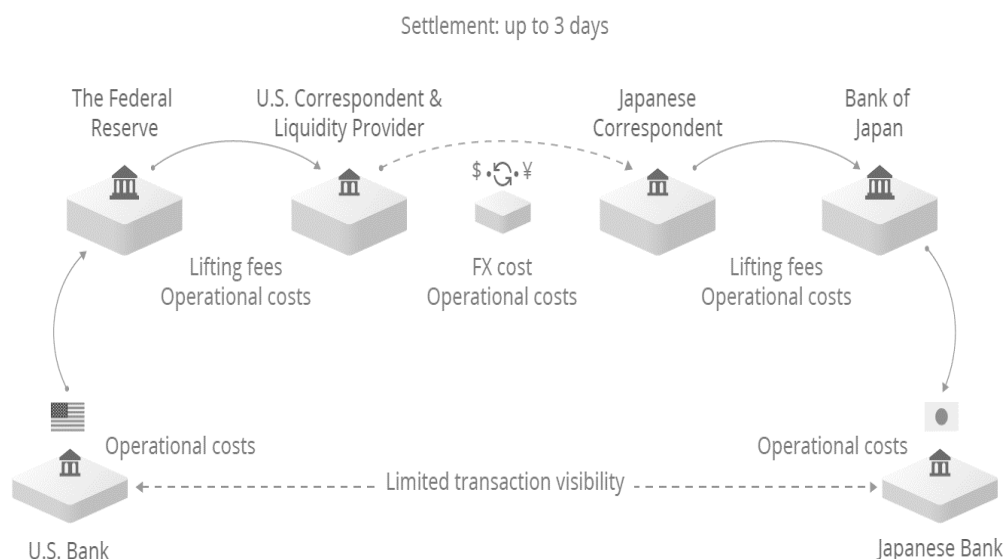 Settlement: up to 3 days
The Federal
Reserve
U.S. Correspondent &
Liquidity Provider
Japanese
Correspondent
Bank of
Japan
$ ¥
Lifting fees
Operational costs
FX cost
Operational costs
Lifting fees
Operational costs
Operational costs
Operational costs
Limited transaction visibility
U.S. Bank
Japanese Bank